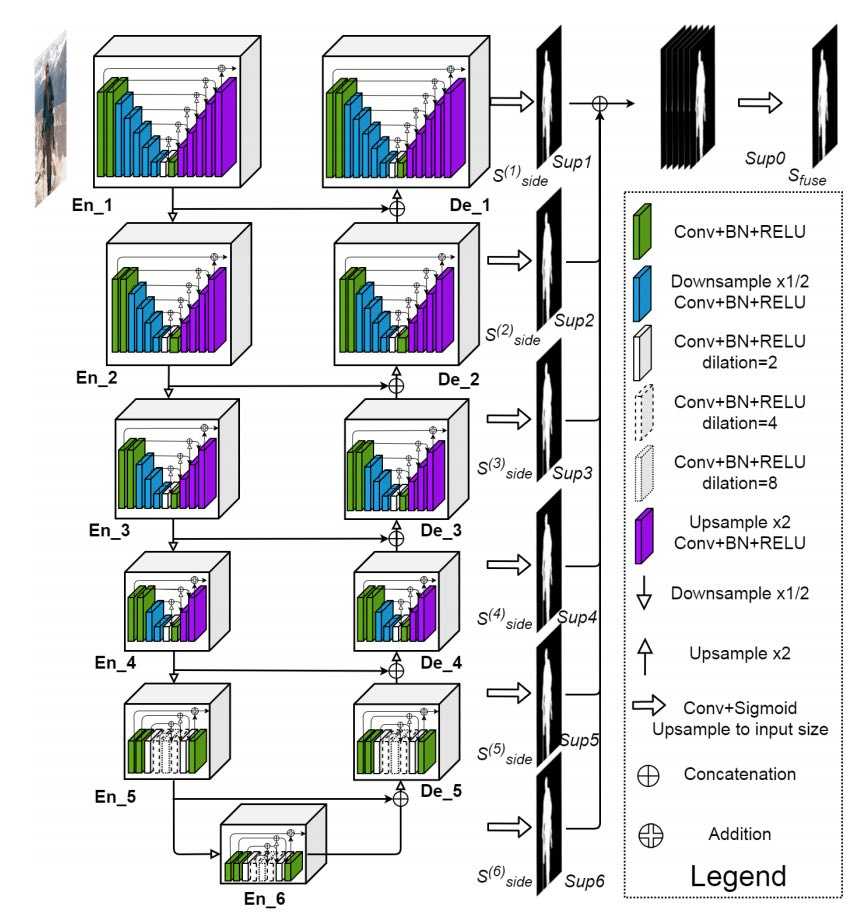 En_1
De_1
S^{(1)}_{side}
Sup1
Sup0
S_{fuse}
En_2
De_2
S^{(2)}_{side}
Sup2
En_3
De_3
S^{(3)}_{side}
Sup3
En_4
De_4
S^{(4)}_{side}
Sup4
En_5
De_5
S^{(5)}_{side}
Sup5
En_6
S^{(6)}_{side}
Sup6
Conv+BN+RELU
Downsample x1/2
Conv+BN+RELU
Conv+BN+RELU
dilation=2
Conv+BN+RELU
dilation=4
Conv+BN+RELU
dilation=8
Upsample x2
Conv+BN+RELU
Downsample x1/2
Upsample x2
Conv+Sigmoid
Upsample to input size
Concatenation
Addition
Legend